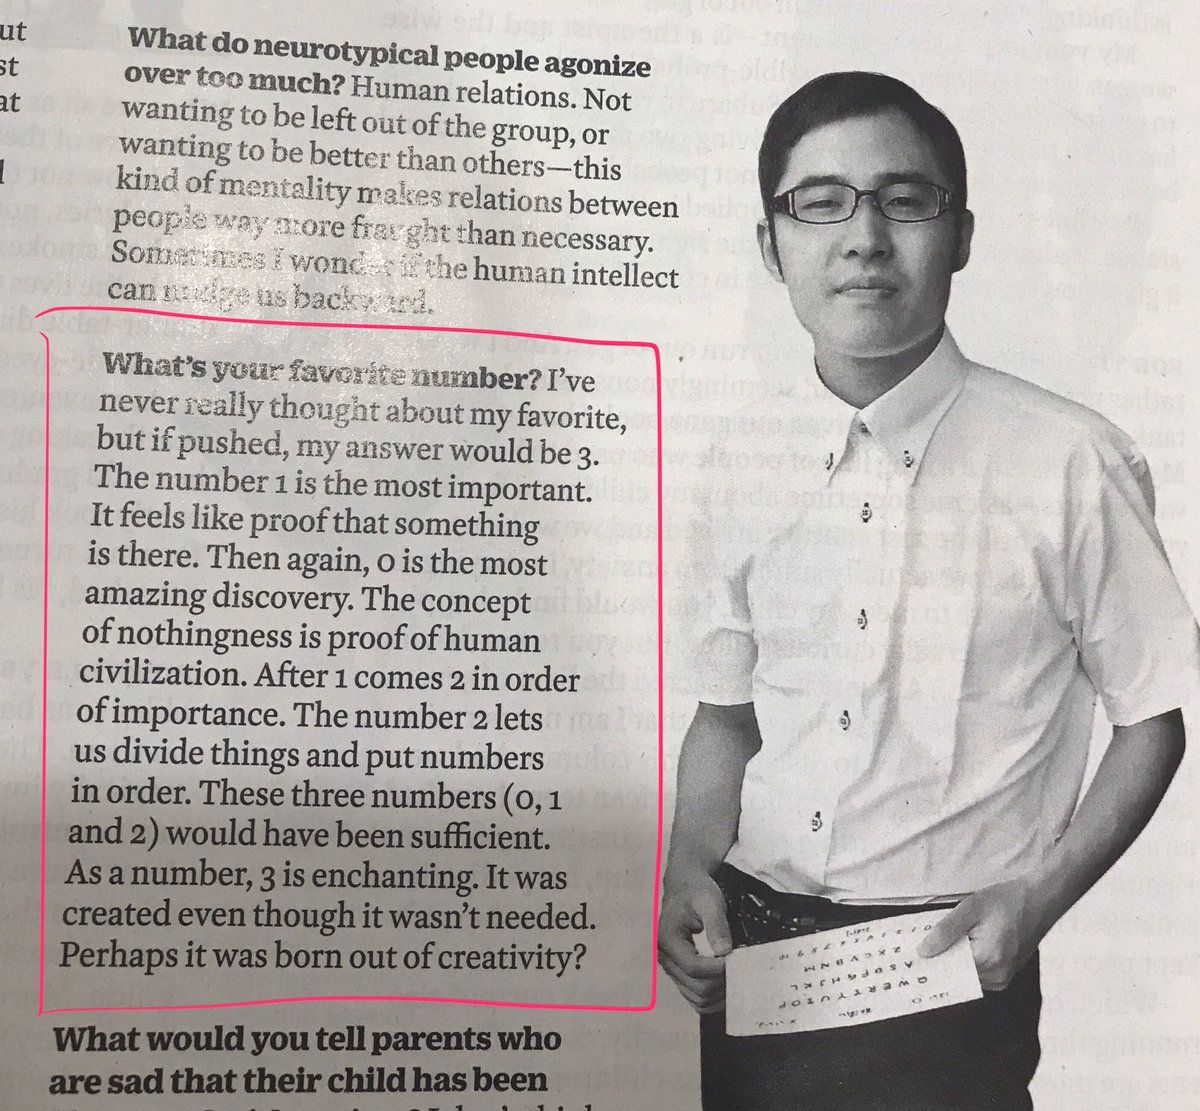 ut
st
at
What do neurotypical people agonize
over too much? Human relations. Not
wanting to be left out of the group, or
wanting to be better than others—this
kind of mentality makes relations between
people way more fraught than necessary.
Sometimes I wonder if the human intellect
can nudge us backward.
What's your favorite number? I've
never really thought about my favorite,
but if pushed, my answer would be 3.
The number 1 is the most important.
It feels like proof that something
is there. Then again, 0 is the most
amazing discovery. The concept
of nothingness is proof of human
civilization. After 1 comes 2 in order
of importance. The number 2 lets
us divide things and put numbers
in order. These three numbers (0, 1
and 2) would have been sufficient.
As a number, 3 is enchanting. It was
created even though it wasn't needed.
Perhaps it was born out of creativity?
What would you tell parents who
are sad that their child has been
ZXCVBNM
ASDFGHJKL
QWERTYUIOP